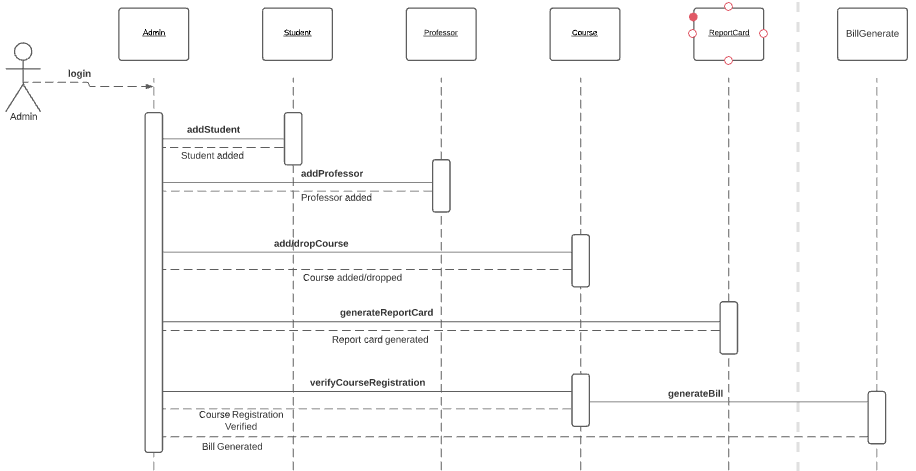 Admin
Student
Professor
Course
ReportCard
BillGenerate
login
Admin
addStudent
Student added
addProfessor
Professor added
add/dropCourse
Course added/dropped
generateReportCard
Report card generated
verifyCourseRegistration
generateBill
Course Registration
Verified
Bill Generated